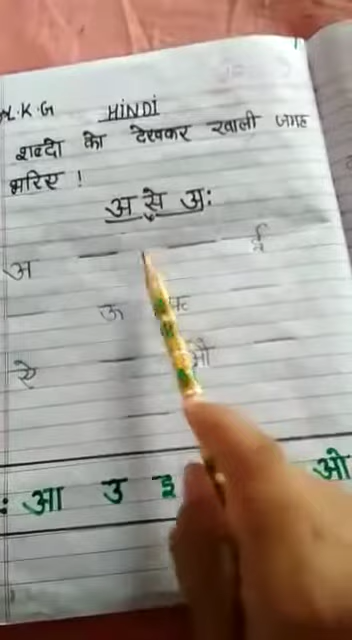 K.G HINDI
शब्दो को देखकर खाली जगह
भरिए !
अ से अः
अ ई
ऊ
ऐ औ
: आ उ इ ओ